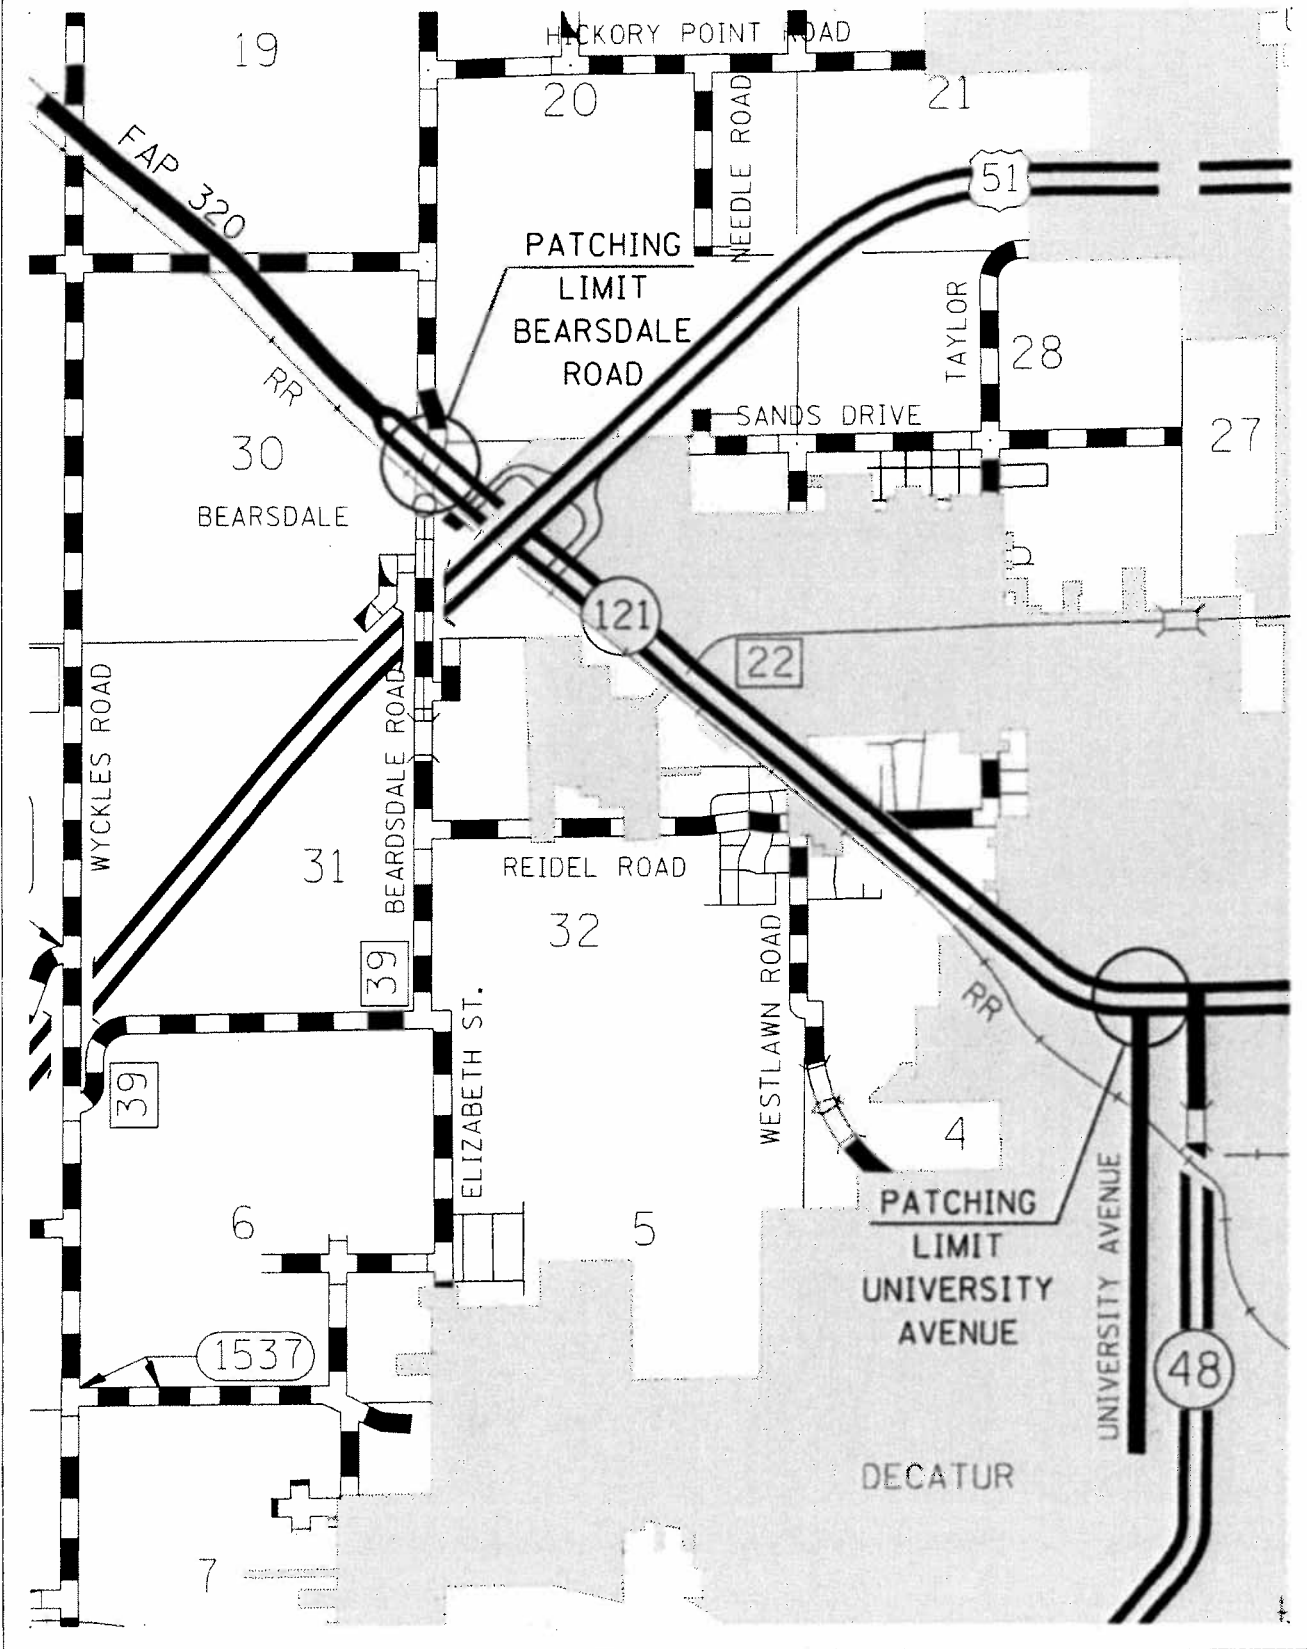 HICKORY POINT ROAD
19
20
21
FAP 320
NEEDLE ROAD
51
PATCHING
LIMIT
BEARSDALE
ROAD
TAYLOR
28
RR
SANDS DRIVE
27
30
BEARSDALE
121
22
WYCKLES ROAD
BEARDSDALE ROAD
31
REIDEL ROAD
32
39
WESTLAWN ROAD
RR
ELIZABETH ST.
39
4
6
5
PATCHING
LIMIT
UNIVERSITY
AVENUE
UNIVERSITY AVENUE
1537
48
DECATUR
7